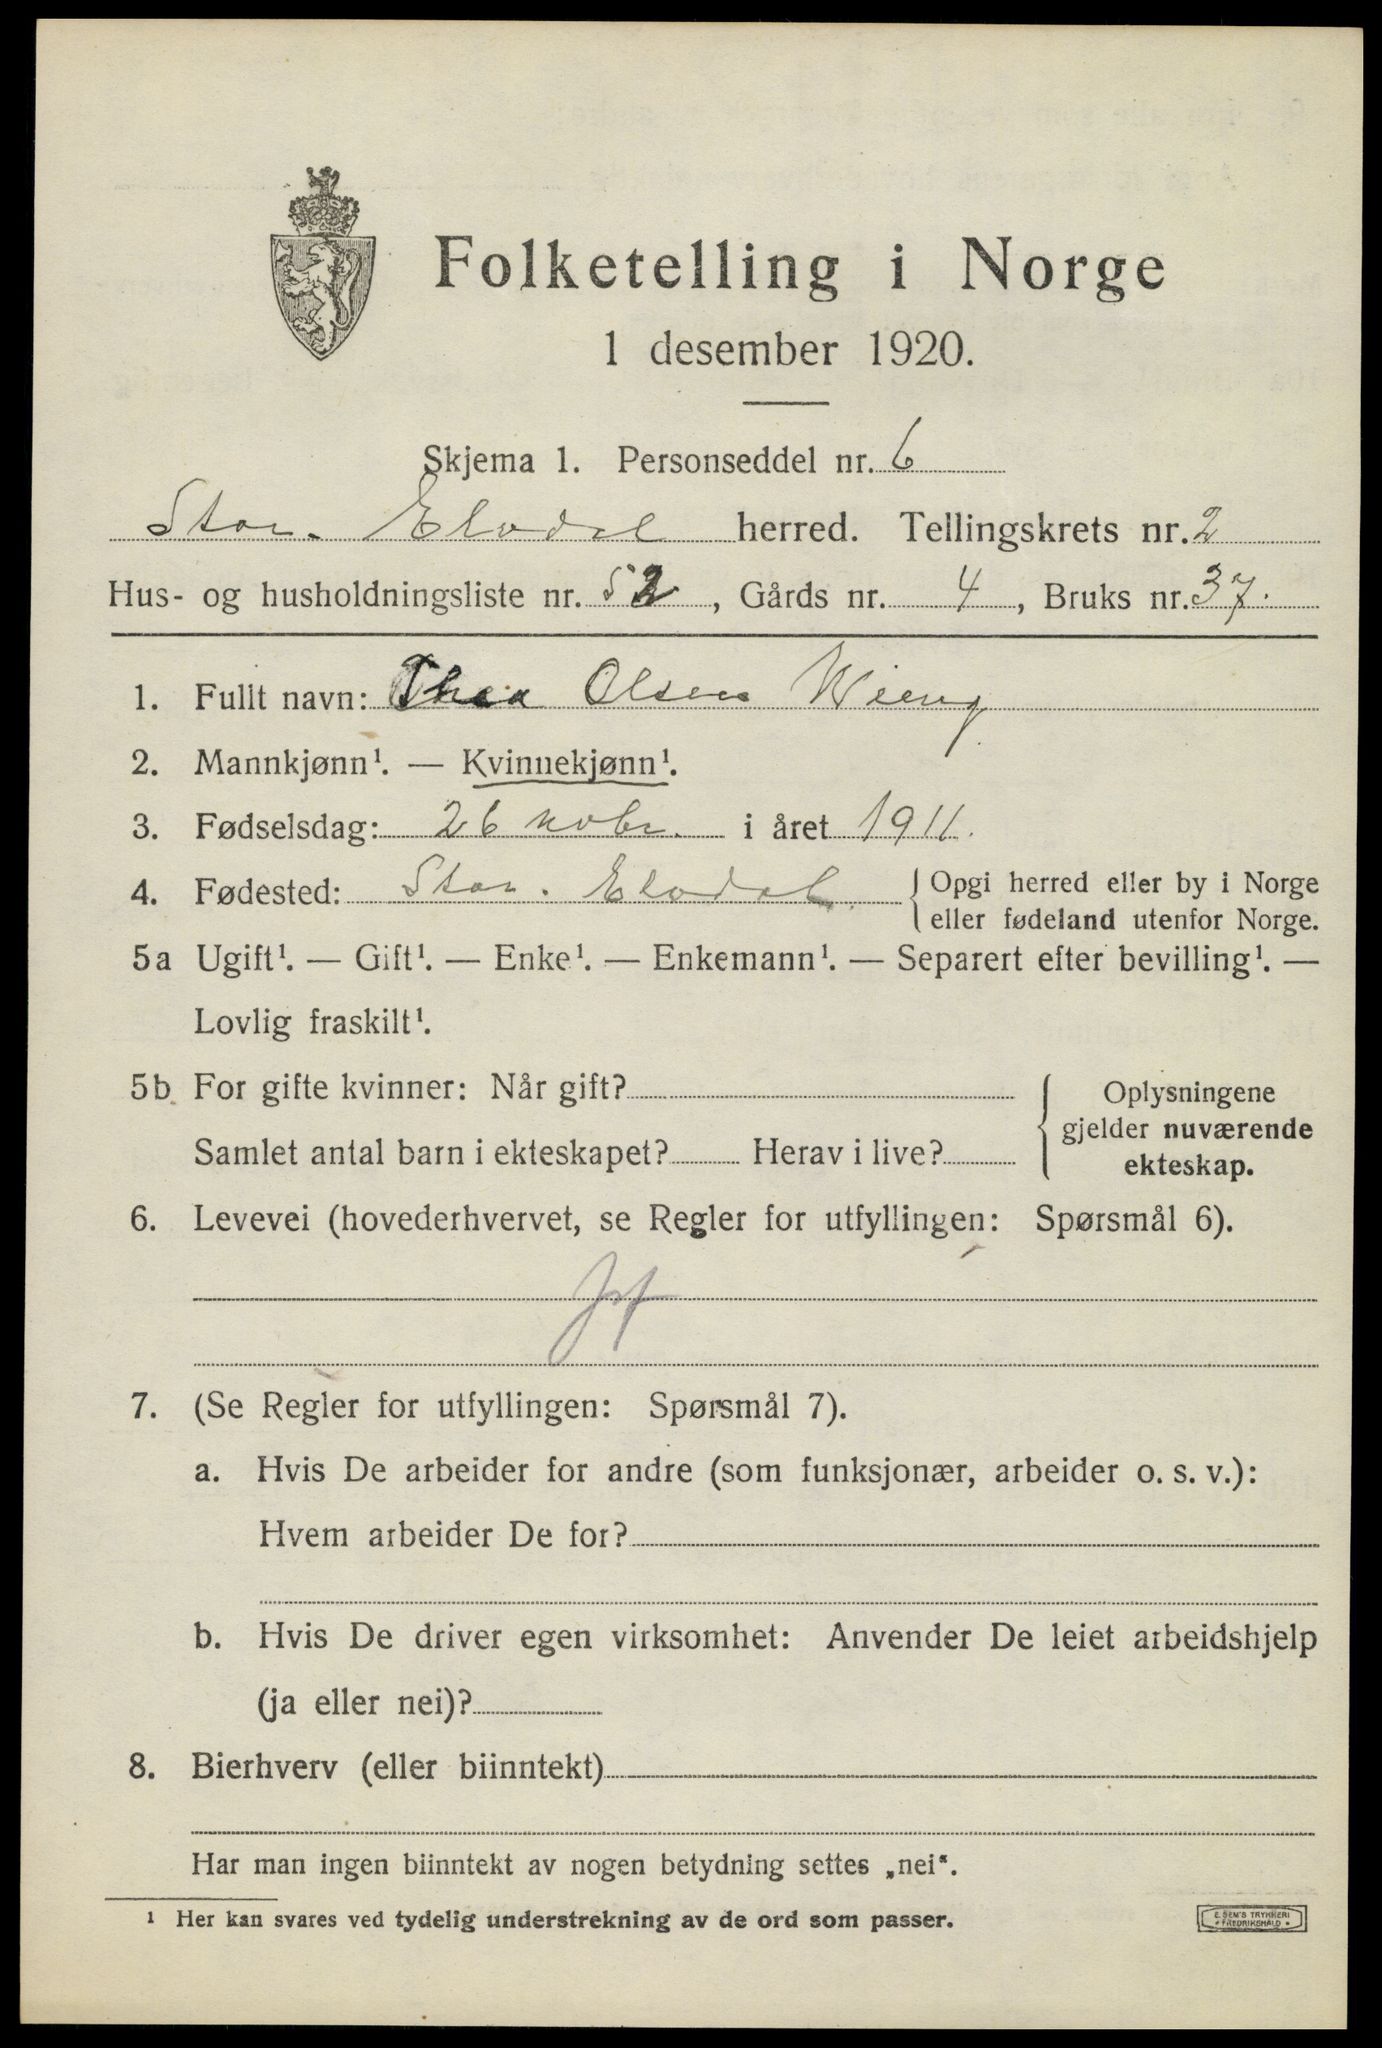 Folketelling i Norge
1 desember 1920.
Skjema 1. Personseddel nr. 6
Stor. Elvdal herred. Tellingskrets nr. 2
Hus- og husholdningsliste nr. 52, Gårds nr. 4, Bruks nr. 37.
1. Fullt navn: Thea Olsen Wieng
2. Mannkjønn¹. — Kvinnekjønn¹.
3. Fødselsdag: 26 novbr. i året 1911.
4. Fødested: Stor. Elvdal. { Opgi herred eller by i Norge
eller fødeland utenfor Norge.
5a Ugift¹. — Gift¹. — Enke¹. — Enkemann¹. — Separert efter bevilling¹. —
Lovlig fraskilt¹.
5b For gifte kvinner: Når gift?
Samlet antal barn i ekteskapet? Herav i live?
Oplysningene
gjelder nuværende
ekteskap.
6. Levevei (hovederhvervet, se Regler for utfyllingen: Spørsmål 6).
7. (Se Regler for utfyllingen: Spørsmål 7).
a. Hvis De arbeider for andre (som funksjonær, arbeider o. s. v.):
Hvem arbeider De for?
b. Hvis De driver egen virksomhet: Anvender De leiet arbeidshjelp
(ja eller nei)?
8. Bierhverv (eller biinntekt)
Har man ingen biinntekt av nogen betydning settes „nei“.
¹ Her kan svares ved tydelig understrekning av de ord som passer.
E. SEM'S TRYKKERI
• FREDRIKSHALD •